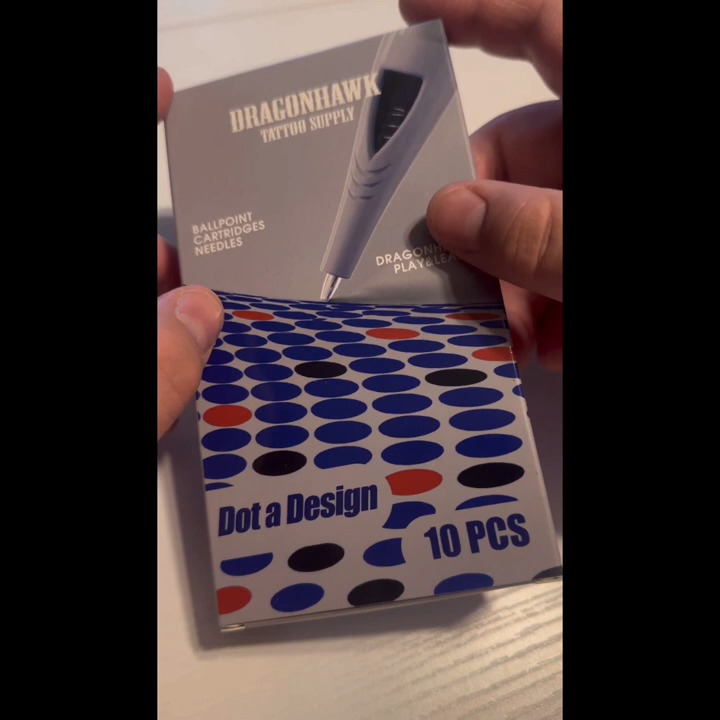 DRAGONHAWK
TATTOO SUPPLY
BALLPOINT
CARTRIDGES
NEEDLES
Dot a Design
10 PCS